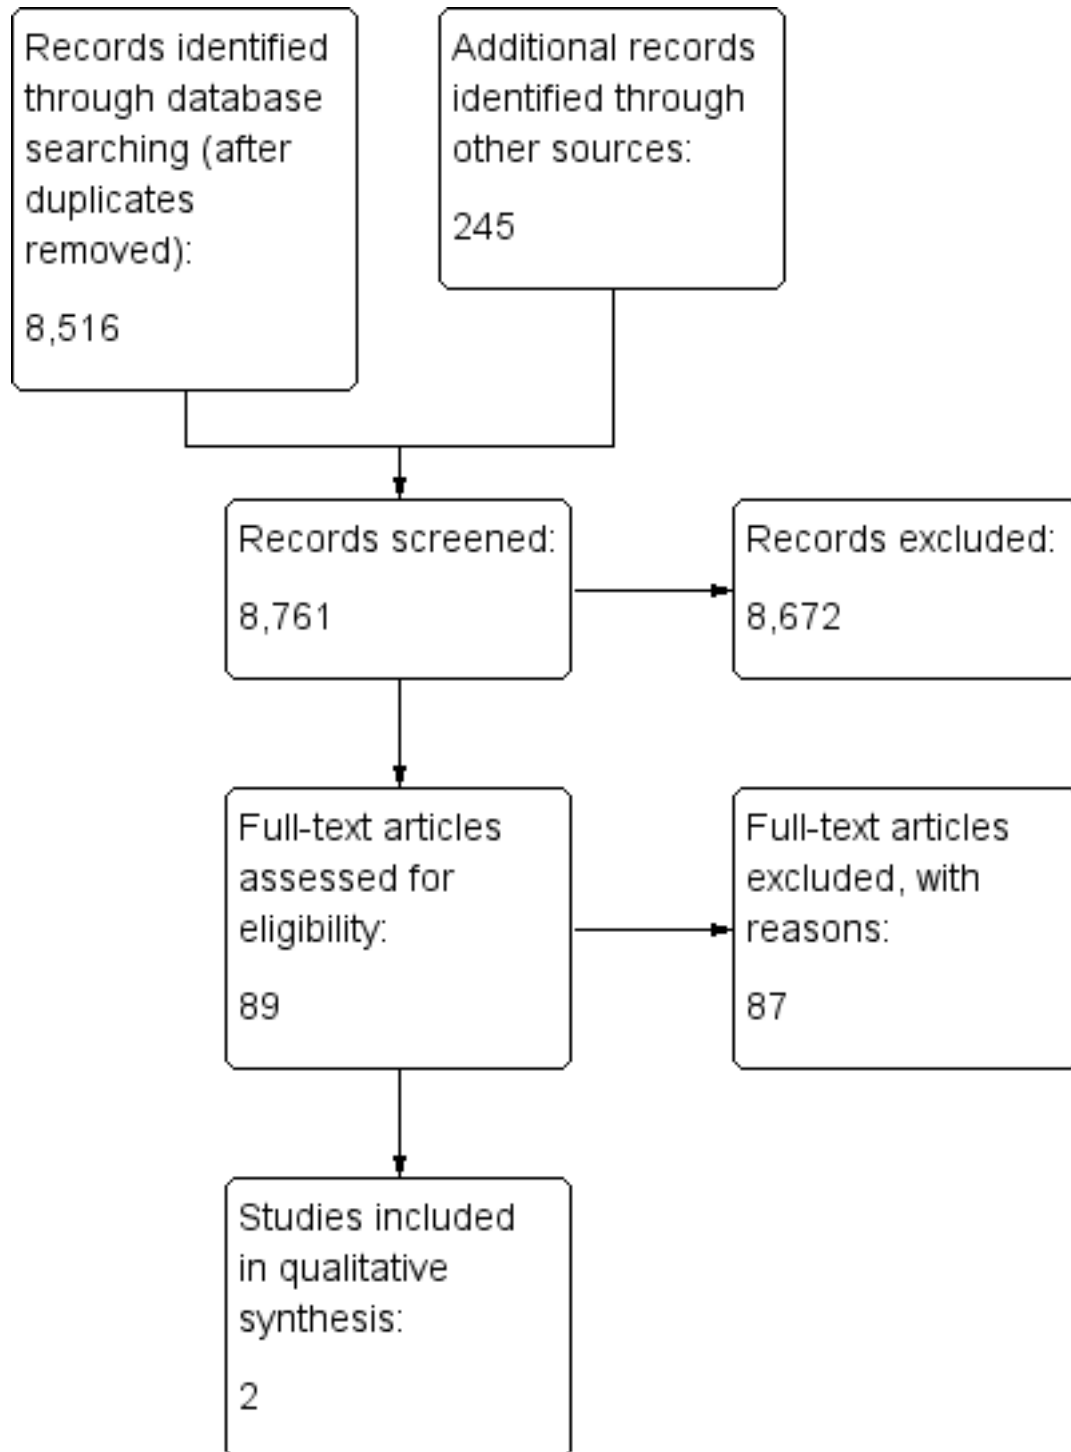 Records identified
through database
searching (after
duplicates
removed):
8,516
Additional records
identified through
other sources:
245
Records screened:
8,761
Records excluded:
8,672
Full-text articles
assessed for
eligibility:
89
Full-text articles
excluded, with
reasons:
87
Studies included
in qualitative
synthesis:
2